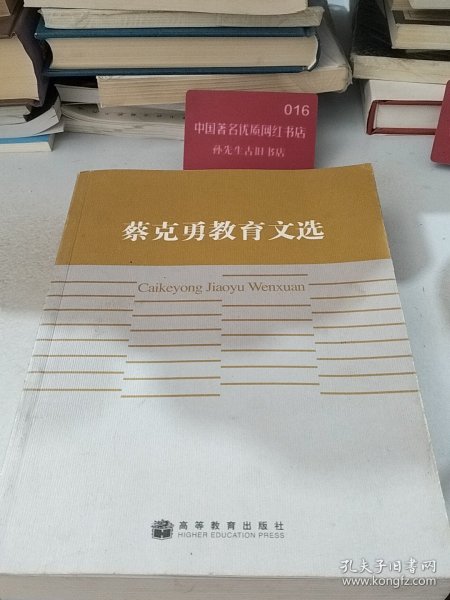 016
中国著名优质网红书店
孙先生古旧书店
蔡克勇教育文选
Caikeyong Jiaoyu Wenxuan
高等教育出版社
HIGHER EDUCATION PRESS
孔夫子旧书网
www.kongfz.com